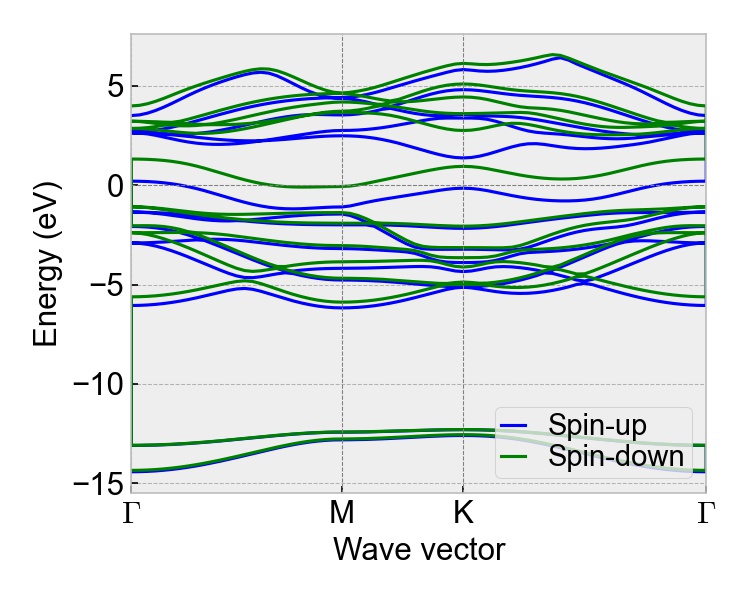 Energy (eV)
5
0
−5
−10
−15
Spin-up
Spin-down
Γ M K Γ
Wave vector